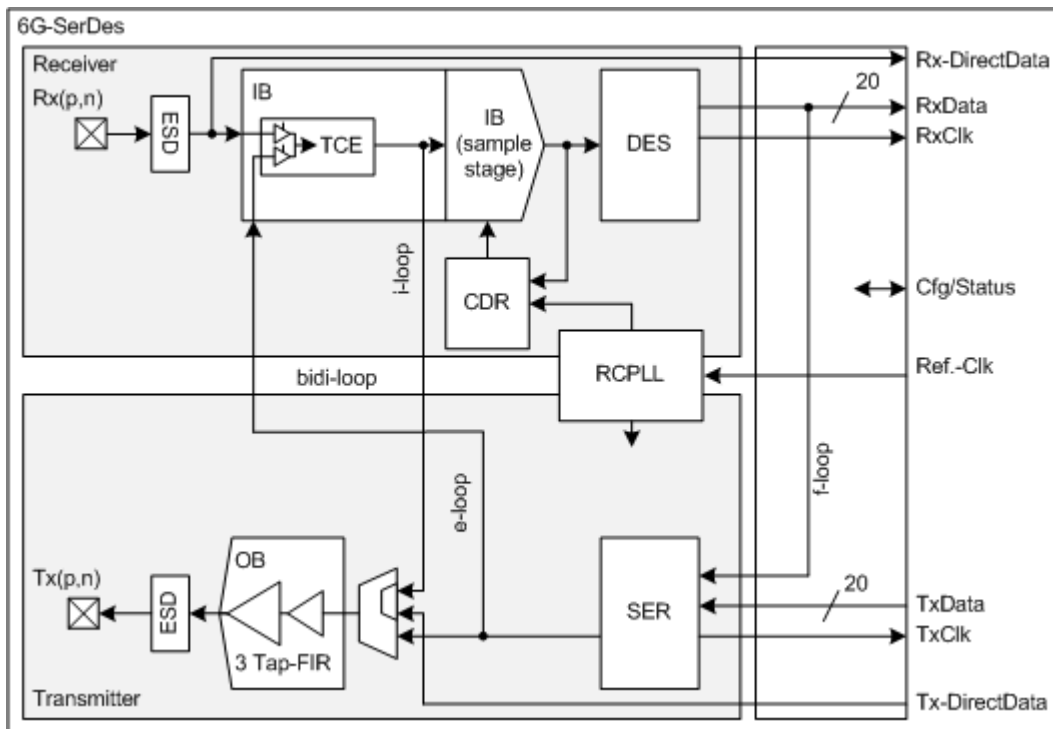 6G-SerDes
Receiver
Rx(p,n)
ESD
IB
TCE
IB
(sample
stage)
DES
20
Rx-DirectData
RxData
RxClk
i-loop
CDR
Cfg/Status
RCPLL
Ref.-Clk
bidi-loop
e-loop
f-loop
Tx(p,n)
ESD
OB
3 Tap-FIR
SER
20
TxData
TxClk
Transmitter
Tx-DirectData